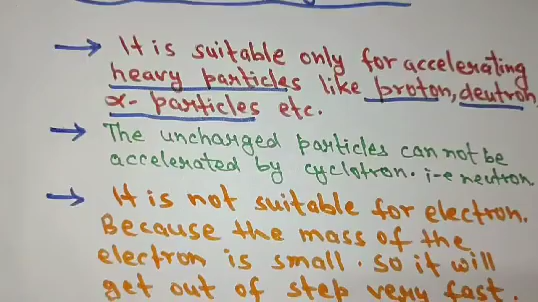 → It is suitable only for accelerating
heavy particles like proton, deutron,
α- particles etc.
→ The uncharged particles can not be
accelerated by cyclotron. i-e neutron
→ It is not suitable for electron.
Because the mass of the
electron is small. so it will
get out of step very fast.